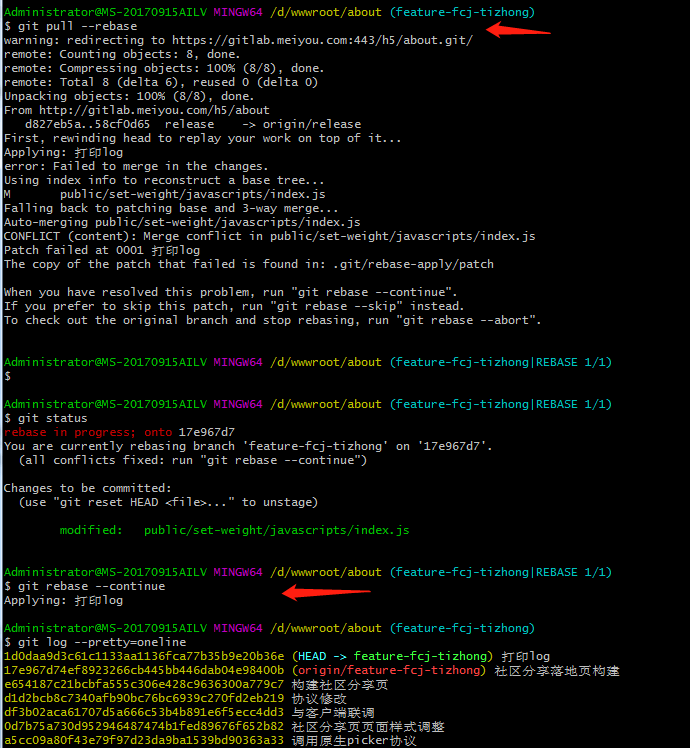 Administrator@MS-20170915AILV MINGW64 /d/wwwroot/about (feature-fcj-tizhong)
$ git pull --rebase
warning: redirecting to https://gitlab.meiyou.com:443/h5/about.git/
remote: Counting objects: 8, done.
remote: Compressing objects: 100% (8/8), done.
remote: Total 8 (delta 6), reused 0 (delta 0)
Unpacking objects: 100% (8/8), done.
From http://gitlab.meiyou.com/h5/about
   d827eb5a..58cf0d65  release    -> origin/release
First, rewinding head to replay your work on top of it...
Applying: 打印log
error: Failed to merge in the changes.
Using index info to reconstruct a base tree...
M       public/set-weight/javascripts/index.js
Falling back to patching base and 3-way merge...
Auto-merging public/set-weight/javascripts/index.js
CONFLICT (content): Merge conflict in public/set-weight/javascripts/index.js
Patch failed at 0001 打印log
The copy of the patch that failed is found in: .git/rebase-apply/patch
When you have resolved this problem, run "git rebase --continue".
If you prefer to skip this patch, run "git rebase --skip" instead.
To check out the original branch and stop rebasing, run "git rebase --abort".
Administrator@MS-20170915AILV MINGW64 /d/wwwroot/about (feature-fcj-tizhong|REBASE 1/1)
$
Administrator@MS-20170915AILV MINGW64 /d/wwwroot/about (feature-fcj-tizhong|REBASE 1/1)
$ git status
rebase in progress; onto 17e967d7
You are currently rebasing branch 'feature-fcj-tizhong' on '17e967d7'.
  (all conflicts fixed: run "git rebase --continue")
Changes to be committed:
  (use "git reset HEAD <file>..." to unstage)
        modified:   public/set-weight/javascripts/index.js
Administrator@MS-20170915AILV MINGW64 /d/wwwroot/about (feature-fcj-tizhong|REBASE 1/1)
$ git rebase --continue
Applying: 打印log
Administrator@MS-20170915AILV MINGW64 /d/wwwroot/about (feature-fcj-tizhong)
$ git log --pretty=oneline
1d0daa9d3c61c1133aa1136fca77b35b9e20b36e (HEAD -> feature-fcj-tizhong) 打印log
17e967d74ef8923266cb445bb446dab04e98400b (origin/feature-fcj-tizhong) 社区分享落地页构建
e654187c21bcbfa555c306e428c9636300a779c7 构建社区分享页
d1d2bcb8c7340afb90bc76bc6939c270fd2eb219 协议修改
df3b02aca61707d5a666c53b4b891e6f5ecc4dd3 与客户端联调
0d7b75a730d952946487474b1fed89676f652b82 社区分享页页面样式调整
a5cc09a80f43e79f97d23da9ba1539bd90363a33 调用原生picker协议